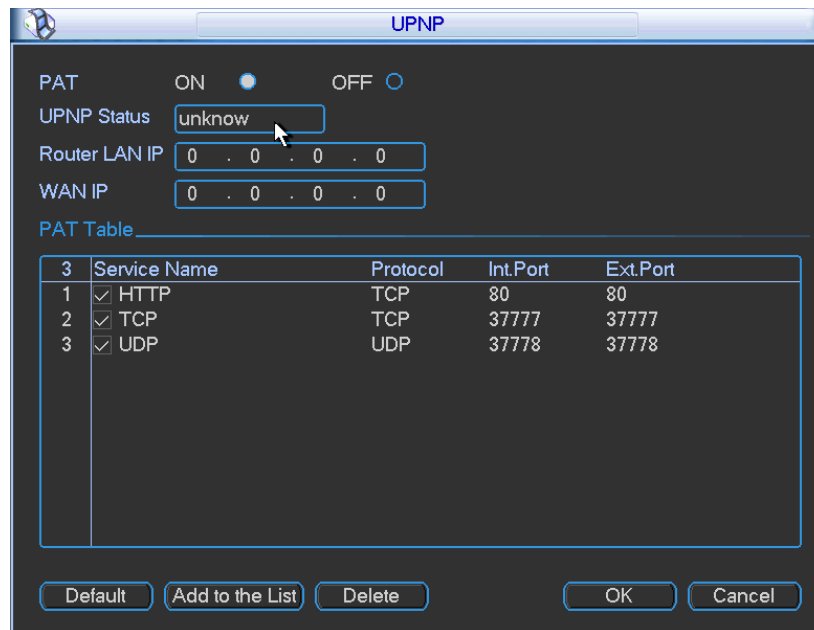 UPNP
PAT ON OFF
UPNP Status unknow
Router LAN IP 0 . 0 . 0 . 0
WAN IP 0 . 0 . 0 . 0
PAT Table
3 Service Name Protocol Int.Port Ext.Port
1 HTTP TCP 80 80
2 TCP TCP 37777 37777
3 UDP UDP 37778 37778
Default Add to the List Delete OK Cancel